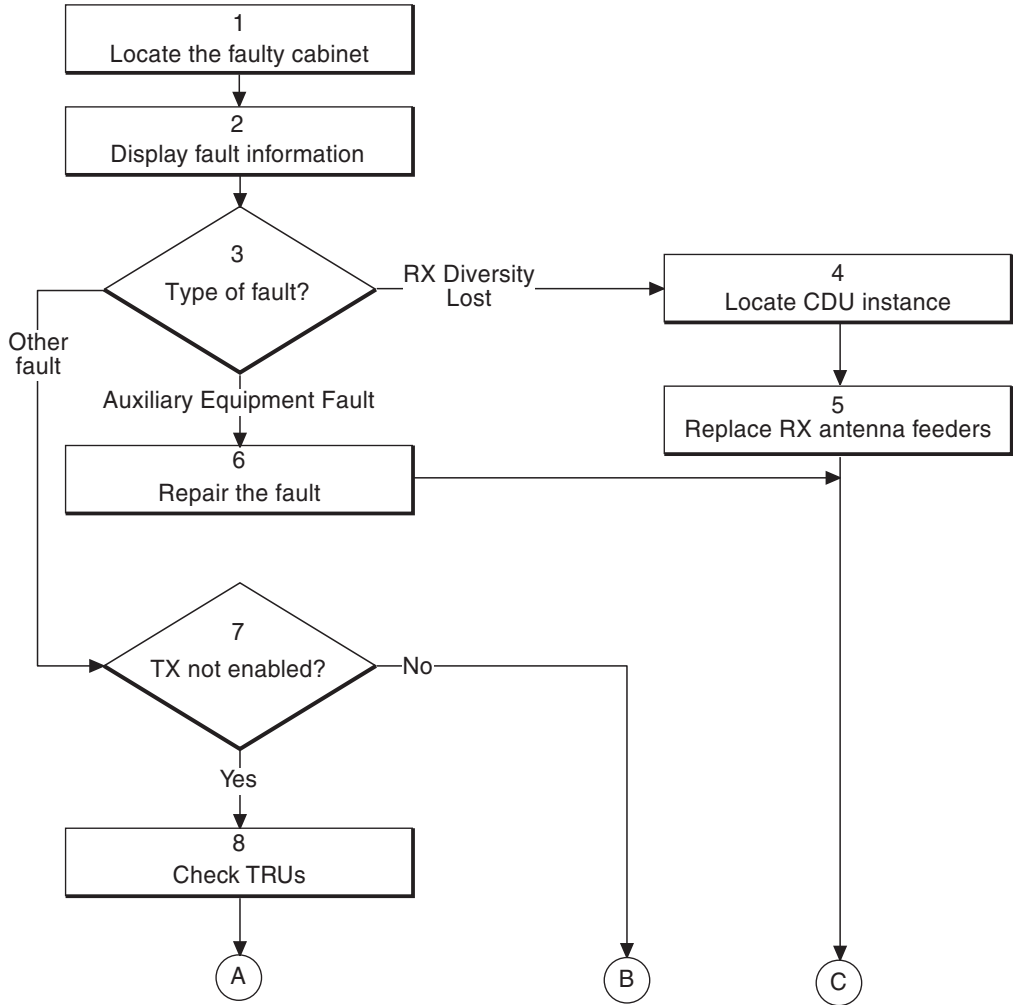 1
Locate the faulty cabinet
2
Display fault information
3
Type of fault?
RX Diversity
Lost
4
Locate CDU instance
Other
fault
Auxiliary Equipment Fault
5
Replace RX antenna feeders
6
Repair the fault
7
TX not enabled?
No
Yes
8
Check TRUs
A
B
C